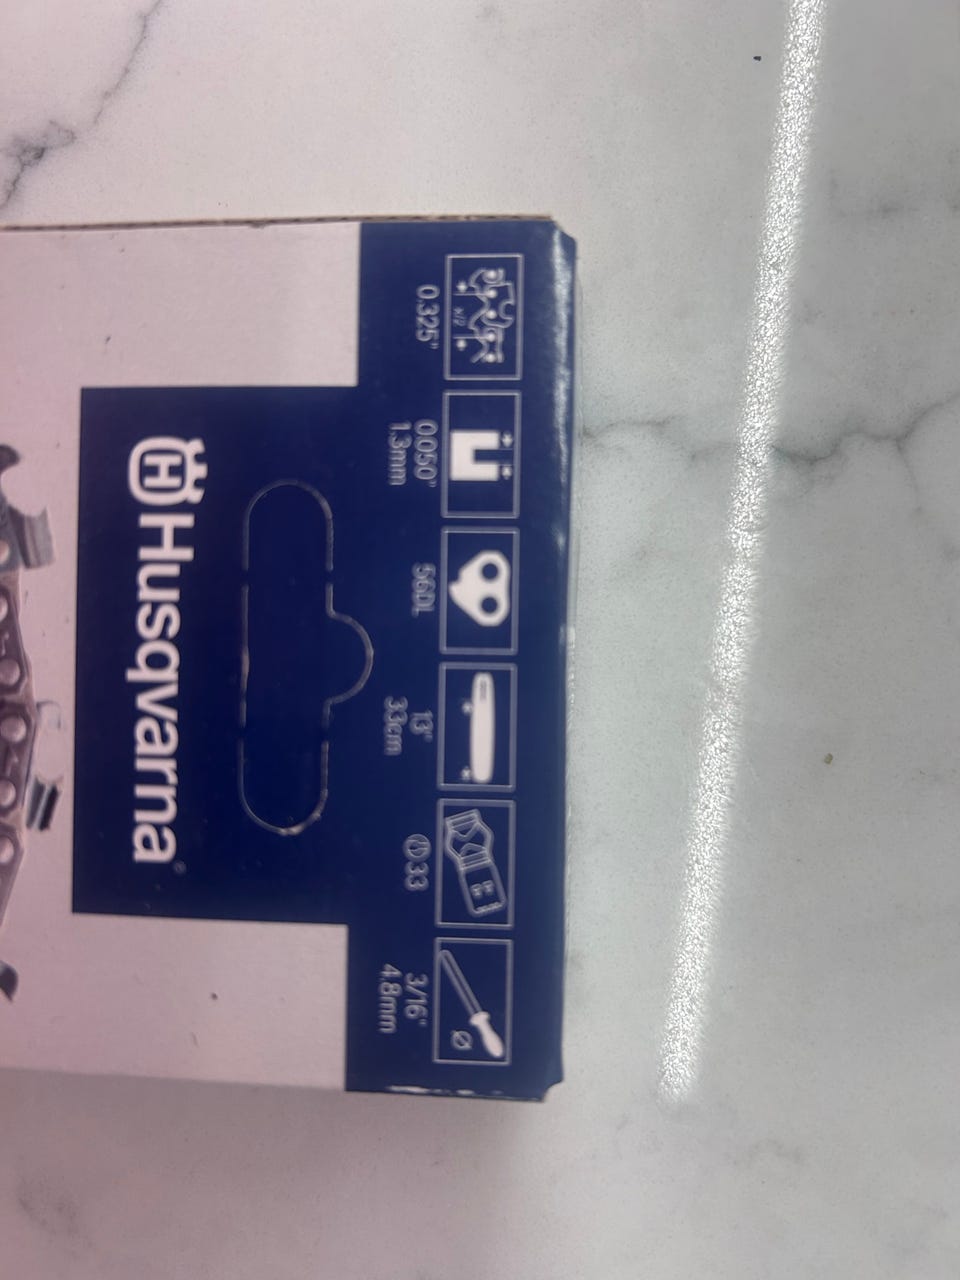 0.325"
0.050"
1.3mm
56DL
13"
33cm
33
3/16"
4.8mm
Ø
H
Husqvarna®